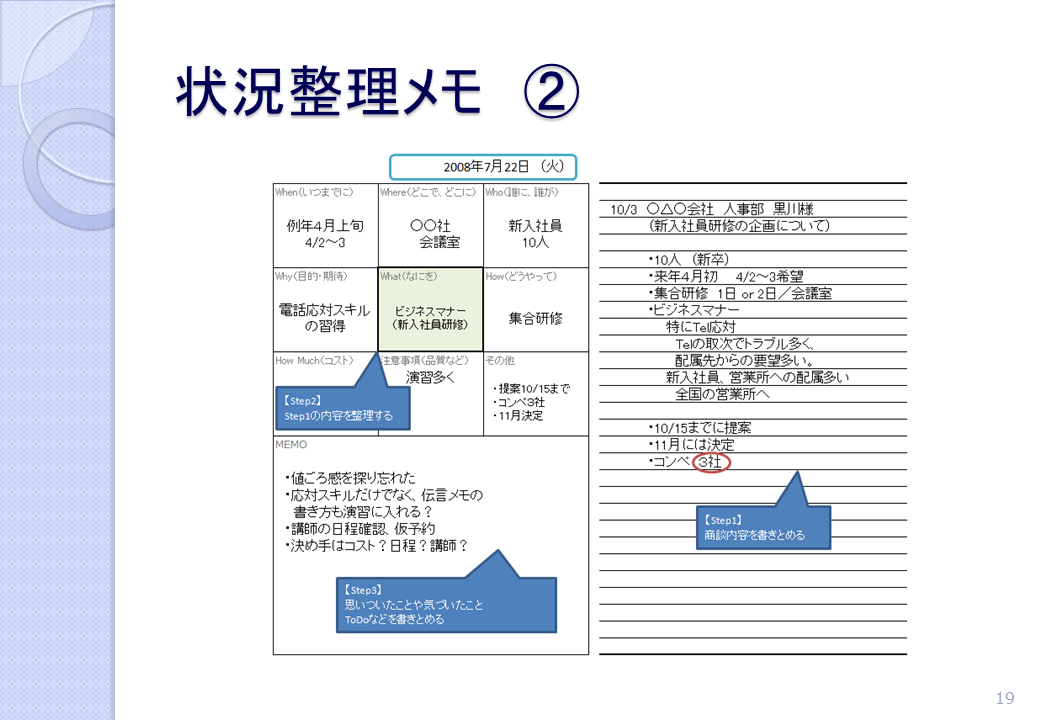 状況整理メモ ②
2008年7月22日 （火）
When（いつまでに）
例年４月上旬
4/2～3
Where（どこで、どこに）
〇〇社
会議室
Who（誰に、誰が）
新入社員
10人
Why（目的・期待）
電話応対スキル
の習得
What（なにを）
ビジネスマナー
（新入社員研修）
How（どうやって）
集合研修
How Much（コスト）
注意事項（品質など）
演習多く
その他
・提案10/15まで
・コンペ3社
・11月決定
【Step2】
Step1の内容を整理する
MEMO
・値ごろ感を探り忘れた
・応対スキルだけでなく、伝言メモの
書き方も演習に入れる？
・講師の日程確認、仮予約
・決め手はコスト？日程？講師？
【Step3】
思いついたことや気づいたこと
ToDoなどを書きとめる
10/3 〇△〇会社 人事部 黒川様
（新入社員研修の企画について）
・10人 （新卒）
・来年４月初 4/2～3希望
・集合研修 1日 or 2日／会議室
・ビジネスマナー
特にTel応対
Telの取次でトラブル多く、
配属先からの要望多い。
新入社員、営業所への配属多い
全国の営業所へ
・10/15までに提案
・11月には決定
・コンペ ３社
【Step1】
商談内容を書きとめる
19